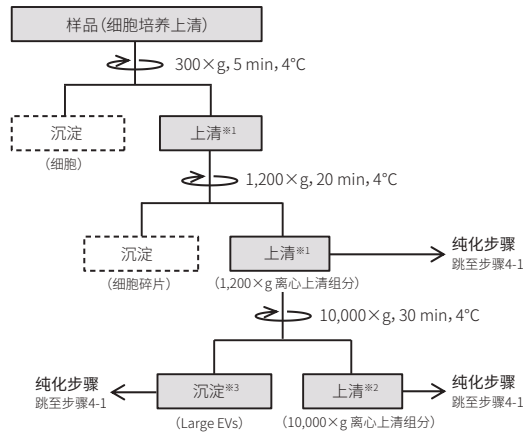 样品（细胞培养上清）
300×g，5 min，4℃
沉淀
上清※1
（细胞）
1,200×g，20 min，4℃
沉淀
上清※1
纯化步骤
跳至步骤4-1
（细胞碎片）
（1,200×g 离心上清组分）
10,000×g，30 min，4℃
纯化步骤
跳至步骤4-1
沉淀※3
上清※2
纯化步骤
跳至步骤4-1
（Large EVs）
（10,000×g 离心上清组分）